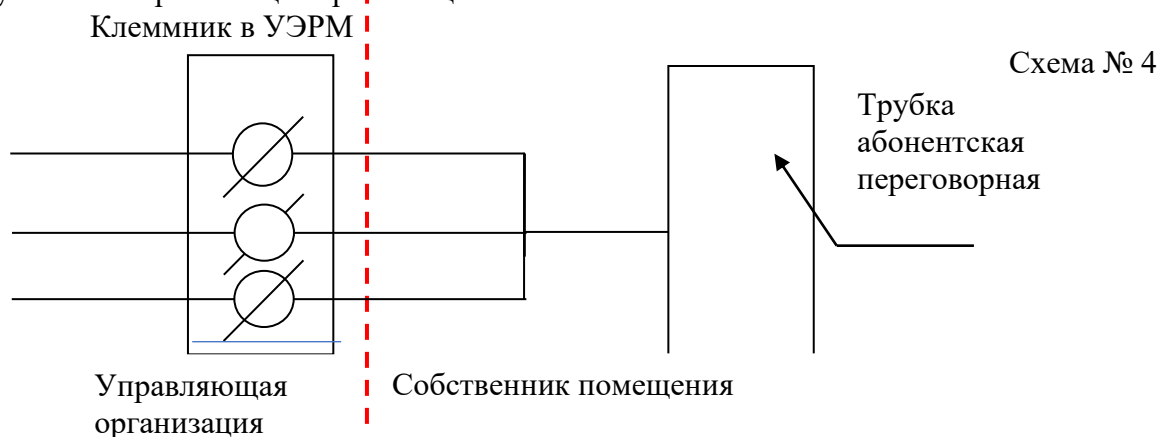 Клеммник в УЭРМ
Схема № 4
Трубка
абонентская
переговорная
Управляющая
организация
Собственник помещения